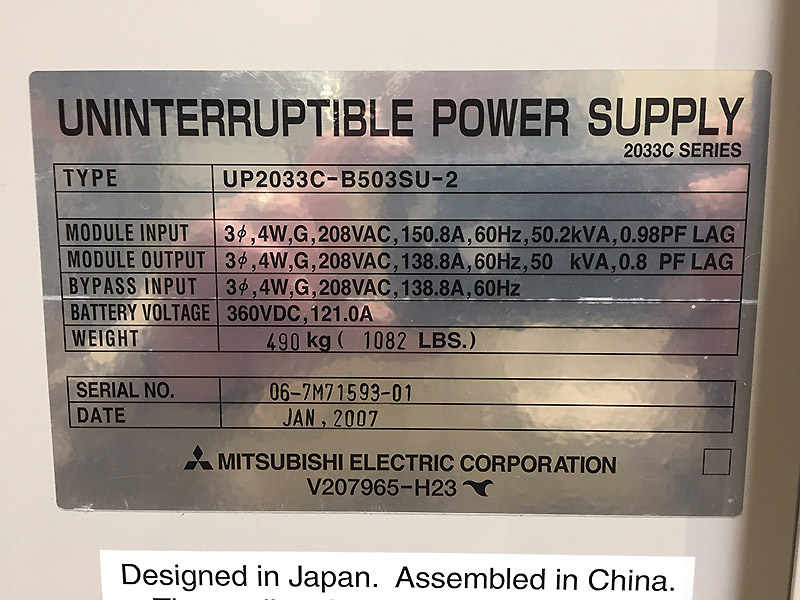 UNINTERRUPTIBLE POWER SUPPLY
2033C SERIES
TYPE UP2033C-B503SU-2
MODULE INPUT 3φ,4W,G,208VAC,150.8A,60Hz,50.2kVA,0.98PF LAG
MODULE OUTPUT 3φ,4W,G,208VAC,138.8A,60Hz,50 kVA,0.8 PF LAG
BYPASS INPUT 3φ,4W,G,208VAC,138.8A,60Hz
BATTERY VOLTAGE 360VDC,121.0A
WEIGHT 490 kg ( 1082 LBS.)
SERIAL NO. 06-7M71593-01
DATE JAN, 2007
MITSUBISHI ELECTRIC CORPORATION
V207965-H23
Designed in Japan. Assembled in China.